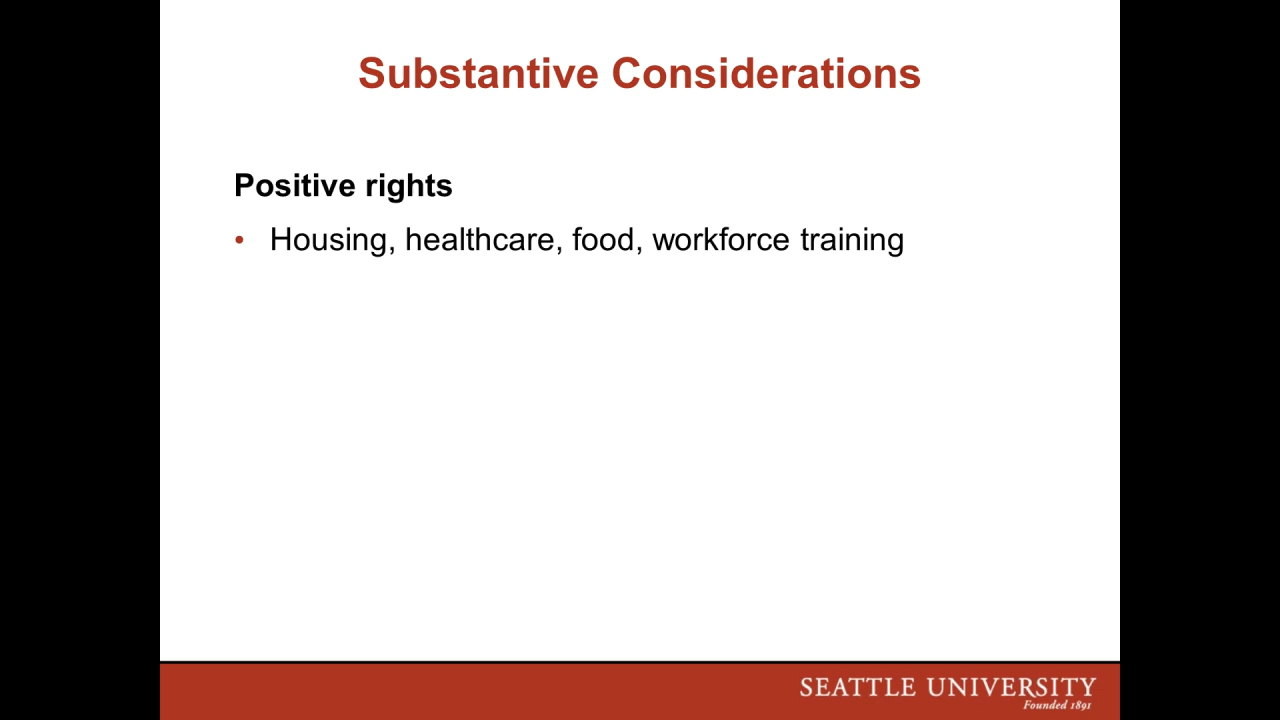 Substantive Considerations
Positive rights
• Housing, healthcare, food, workforce training
SEATTLE UNIVERSITY
Founded 1891